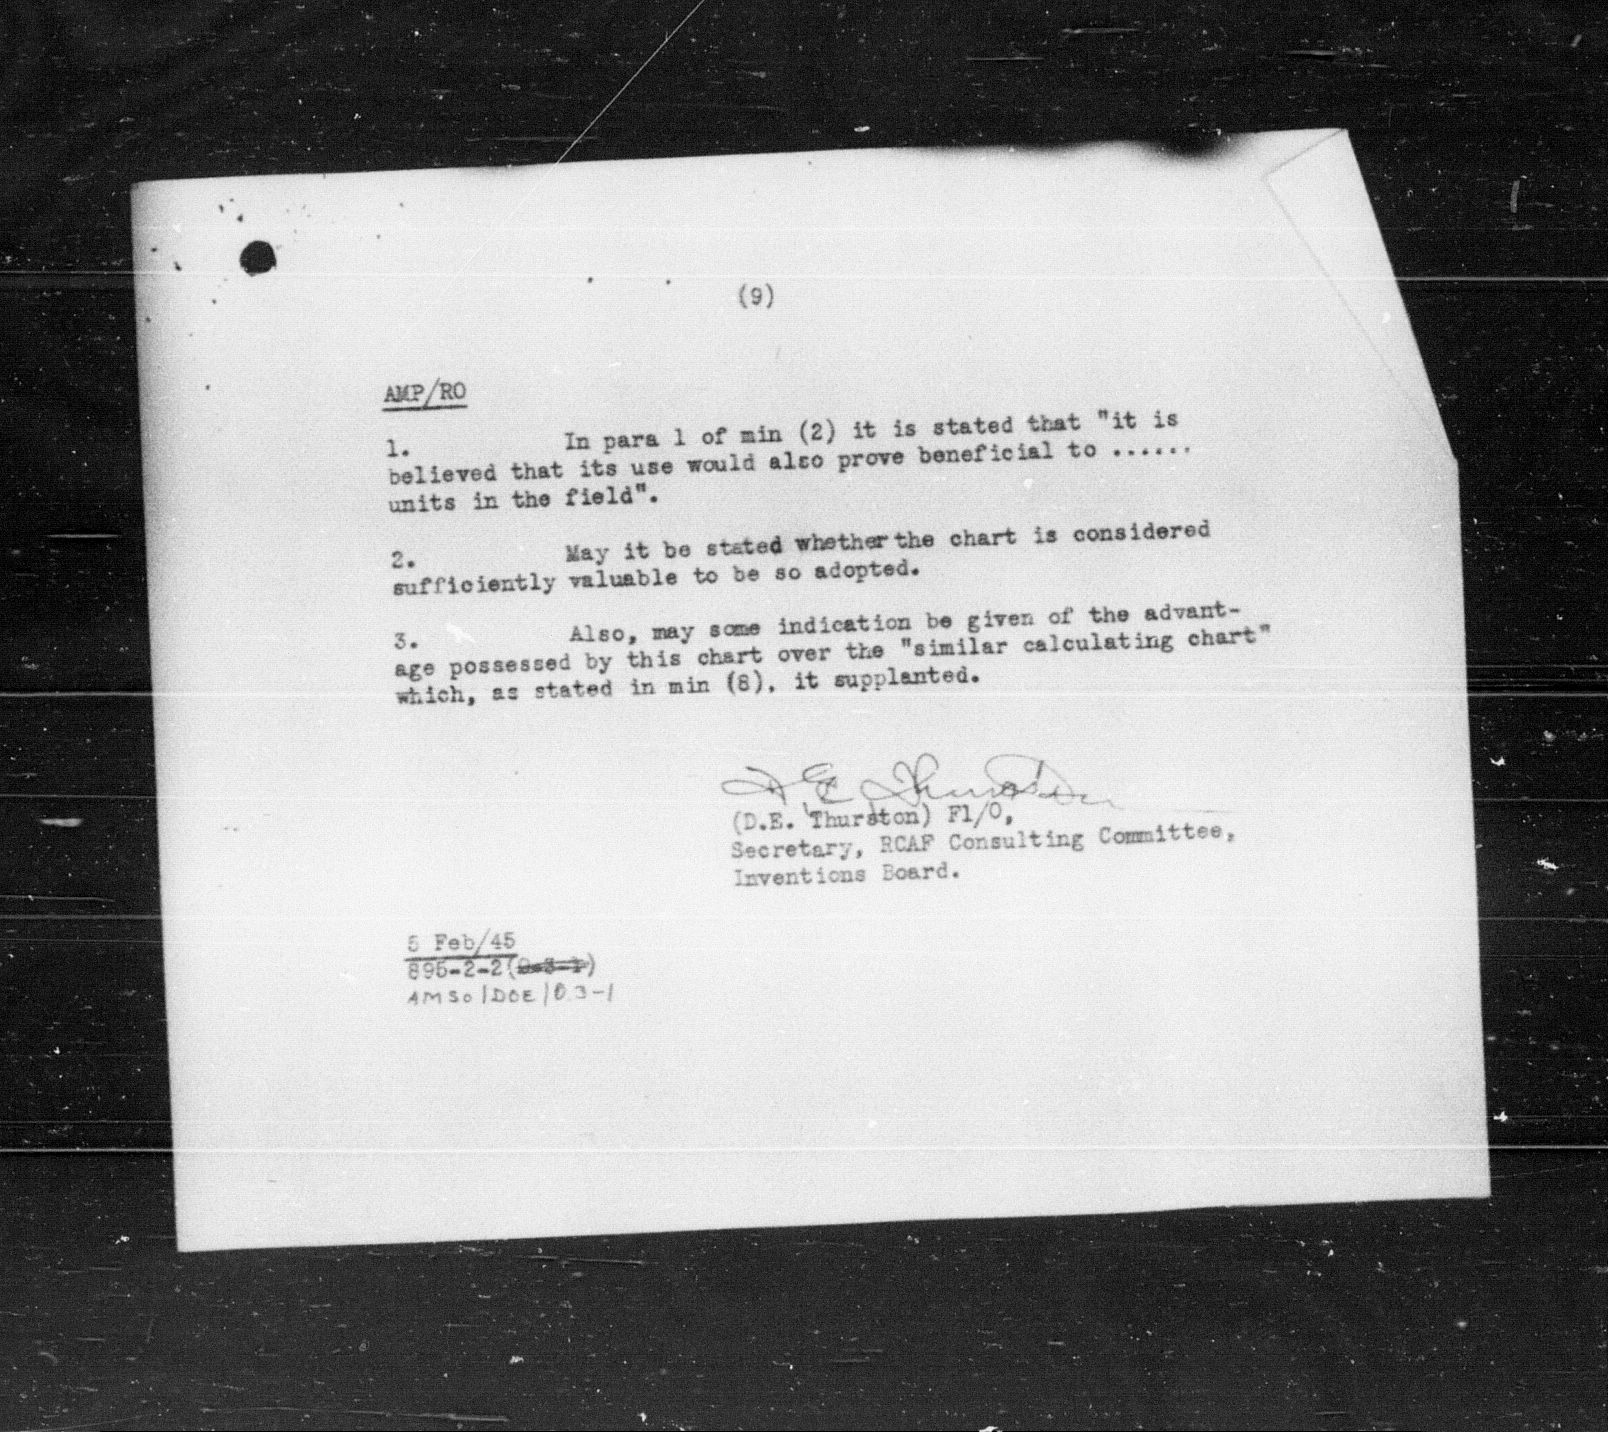 (9)
AMP/RO
1. In para 1 of min (2) it is stated that "it is
believed that its use would also prove beneficial to ......
units in the field".
2. May it be stated whether the chart is considered
sufficiently valuable to be so adopted.
3. Also, may some indication be given of the advant-
age possessed by this chart over the "similar calculating chart"
which, as stated in min (8), it supplanted.
D E Thurston
(D.E. Thurston) Fl/O,
Secretary, RCAF Consulting Committee,
Inventions Board.
5 Feb/45
895-2-2(0-3-1)
AMSO/DOE/03-1